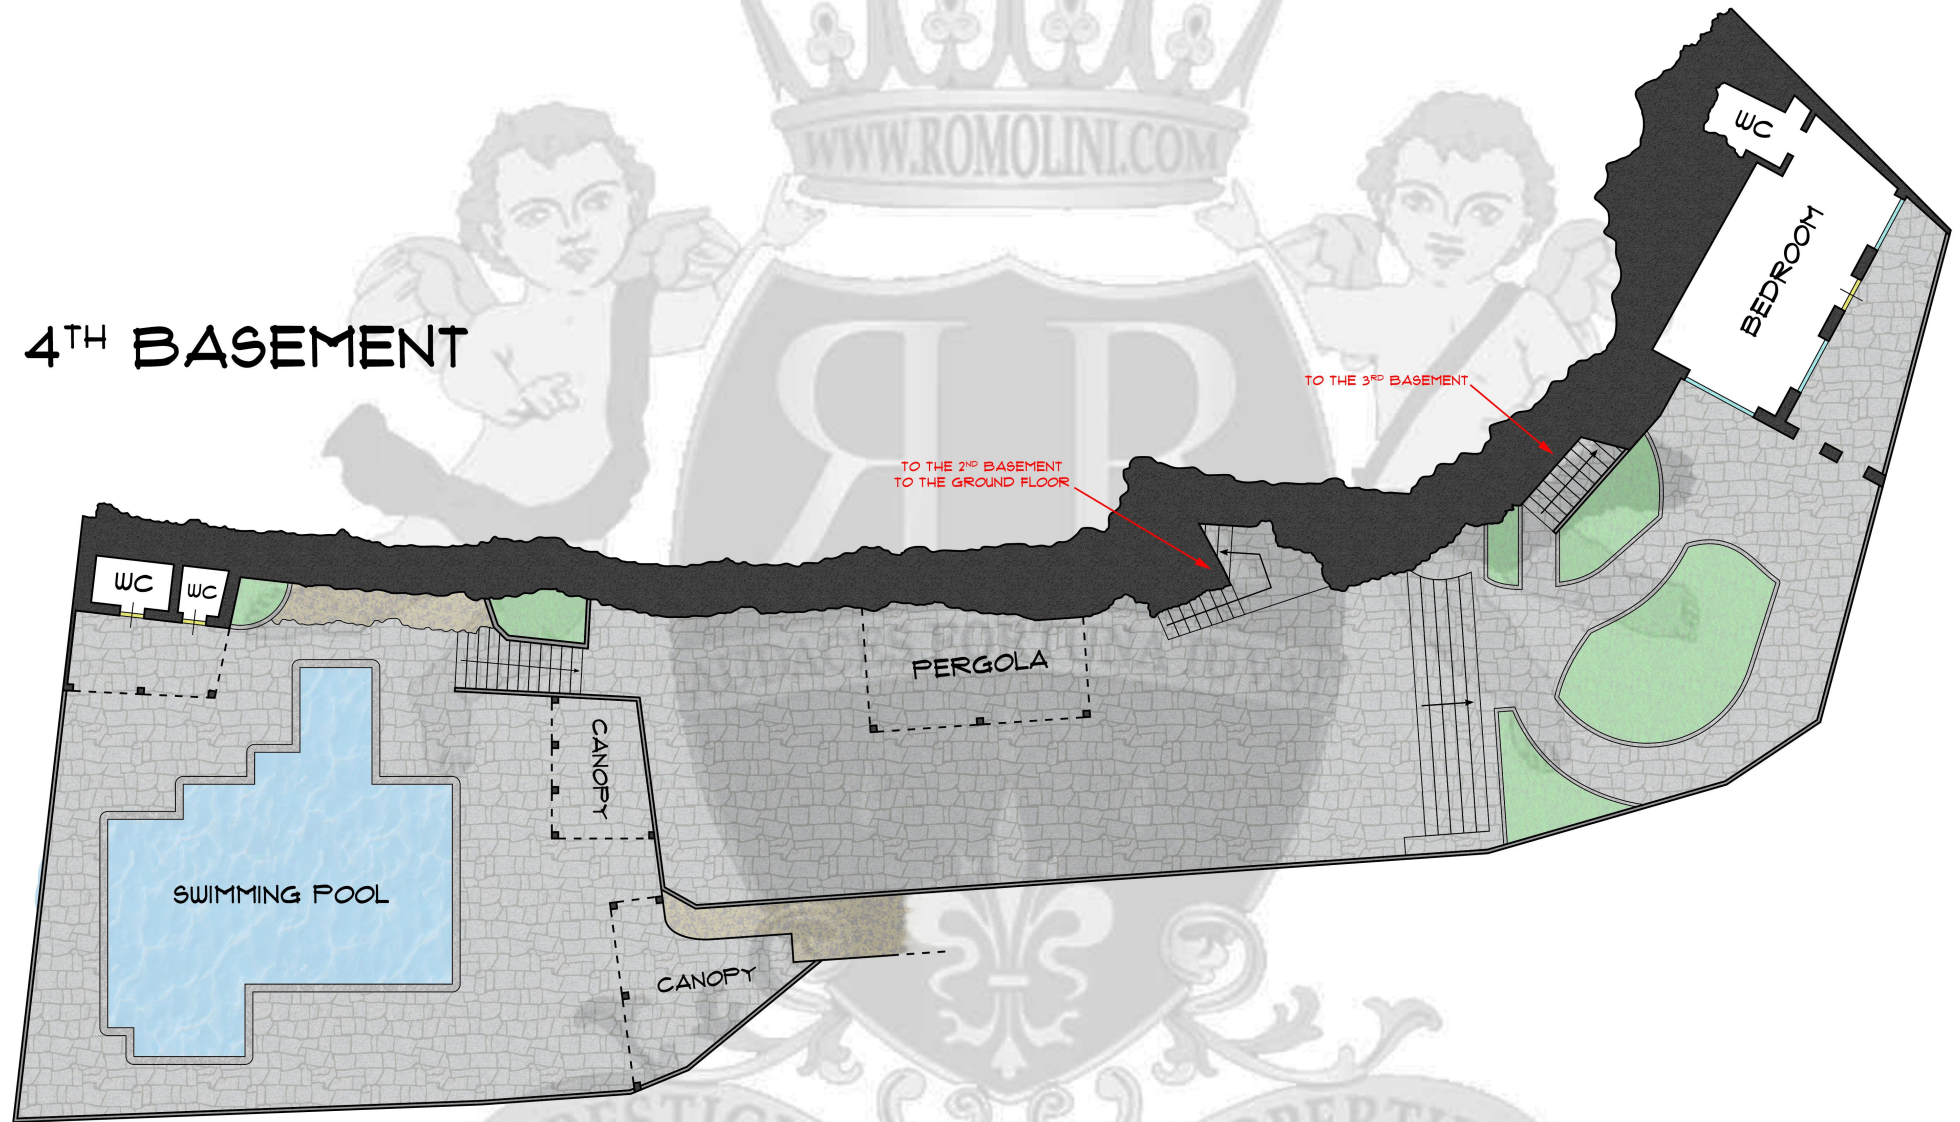 WWW.ROMOLINI.COM
WC
BEDROOM
4TH BASEMENT
TO THE 3RD BASEMENT
TO THE 2ND BASEMENT
TO THE GROUND FLOOR
WC
WC
PERGOLA
CANOPY
SWIMMING POOL
CANOPY